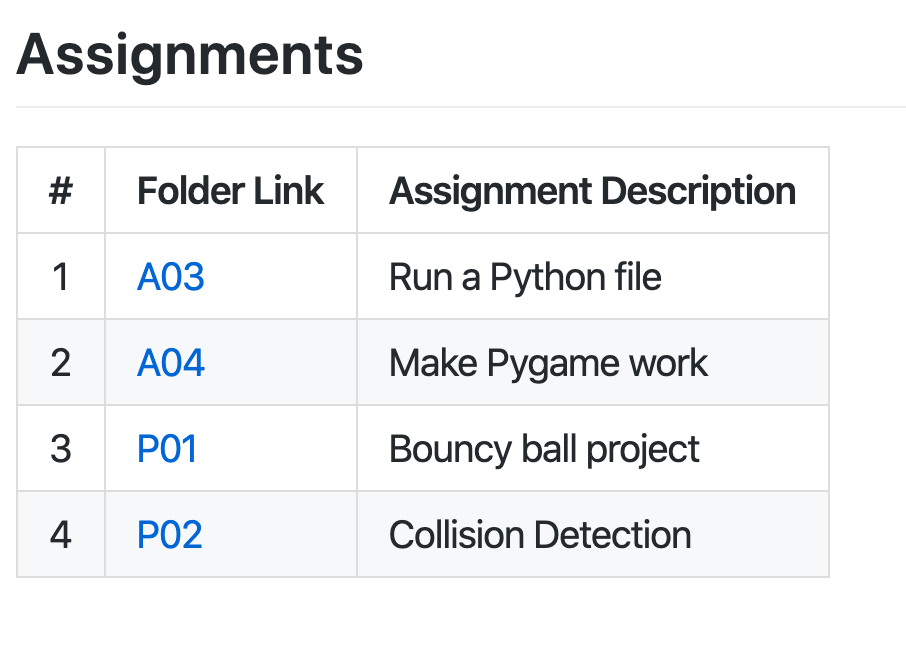 Assignments
# Folder Link Assignment Description
1 A03 Run a Python file
2 A04 Make Pygame work
3 P01 Bouncy ball project
4 P02 Collision Detection